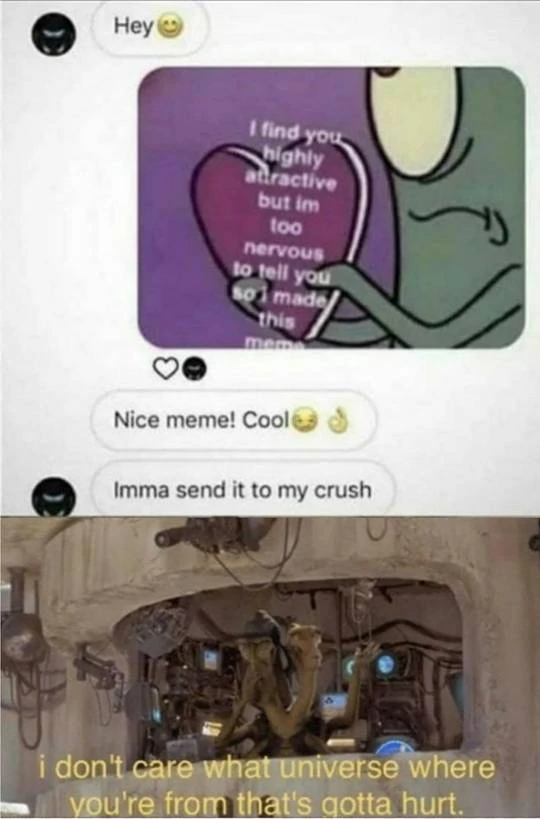 Hey😊
I find you
highly
attractive
but im
too
nervous
to tell you
so i made
this
meme
Nice meme! Cool😏👌
Imma send it to my crush
i don't care what universe where
you're from that's gotta hurt.